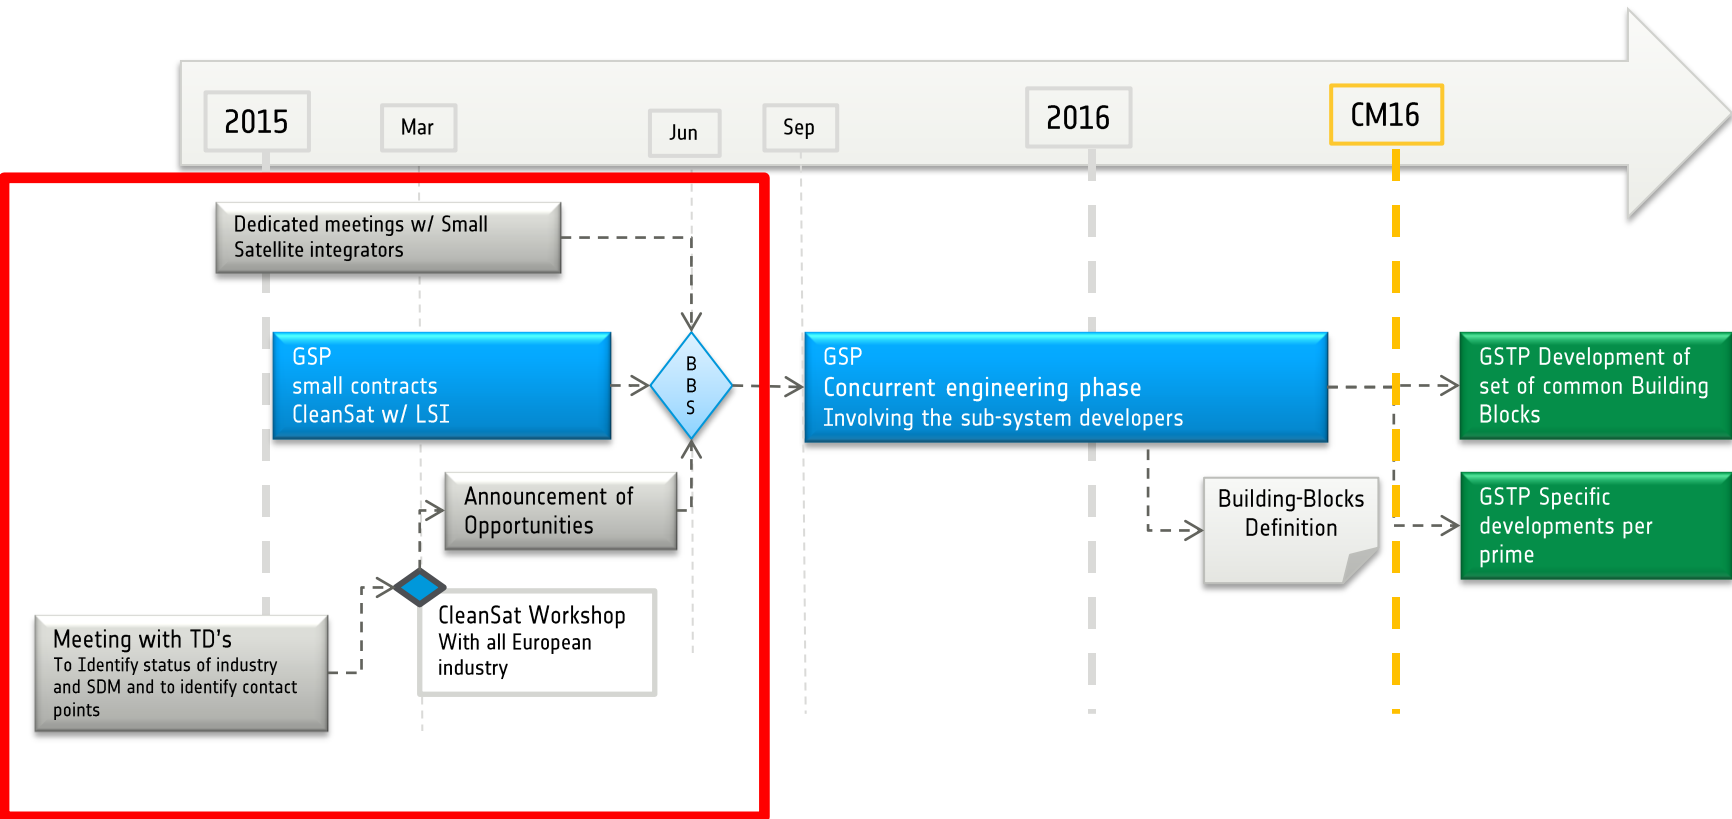 2015
Mar
Jun
Sep
2016
CM16
Dedicated meetings w/ Small
Satellite integrators
GSP
small contracts
CleanSat w/ LSI
B
B
S
GSP
Concurrent engineering phase
Involving the sub-system developers
GSTP Development of
set of common Building
Blocks
Announcement of
Opportunities
Building-Blocks
Definition
GSTP Specific
developments per
prime
CleanSat Workshop
With all European
industry
Meeting with TD’s
To Identify status of industry
and SDM and to identify contact
points